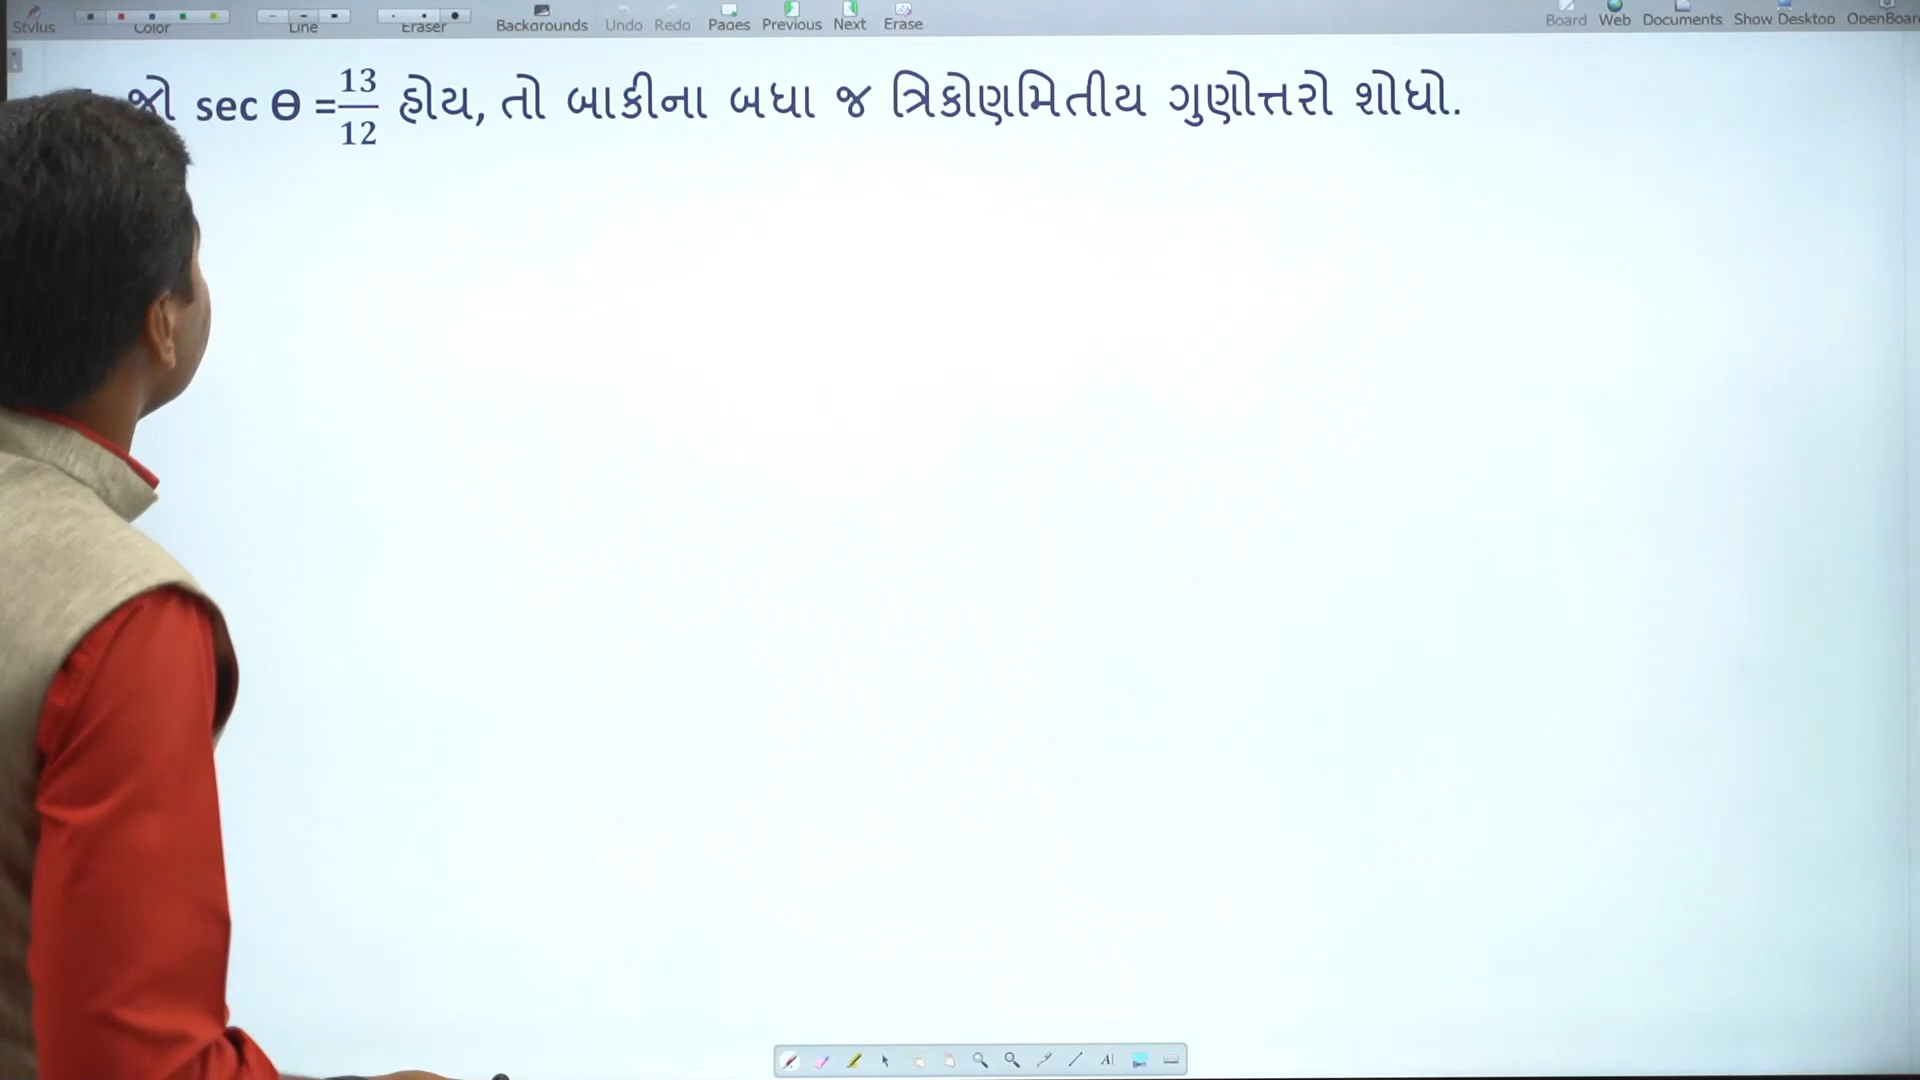 Stylus Color Line Eraser Backgrounds Undo Redo Pages Previous Next Erase Board Web Documents Show Desktop OpenBoar
જો sec Θ = 13/12 હોય, તો બાકીના બધા જ ત્રિકોણમિતીય ગુણોત્તરો શોધો.